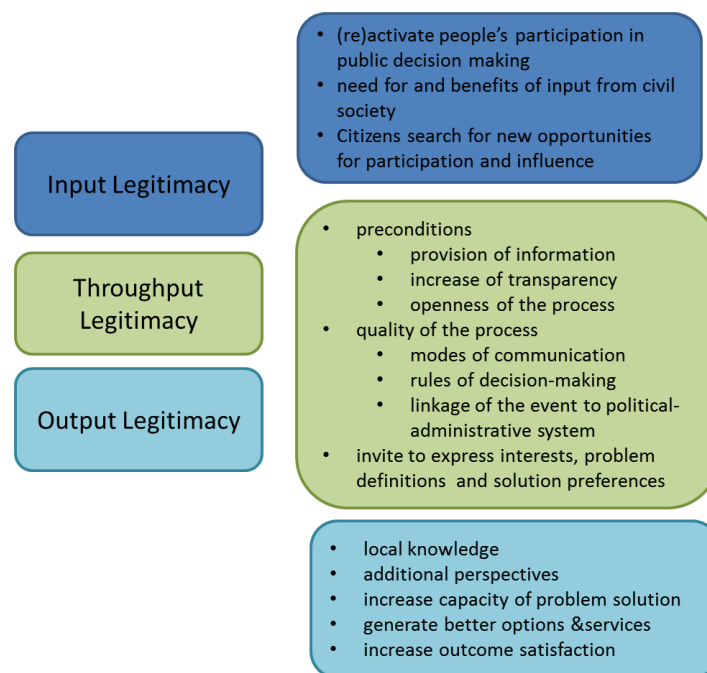 Input Legitimacy
• (re)activate people's participation in
public decision making
• need for and benefits of input from civil
society
• Citizens search for new opportunities
for participation and influence
Throughput
Legitimacy
• preconditions
• provision of information
• increase of transparency
• openness of the process
• quality of the process
• modes of communication
• rules of decision-making
• linkage of the event to political-
administrative system
• invite to express interests, problem
definitions and solution preferences
Output Legitimacy
• local knowledge
• additional perspectives
• increase capacity of problem solution
• generate better options &services
• increase outcome satisfaction